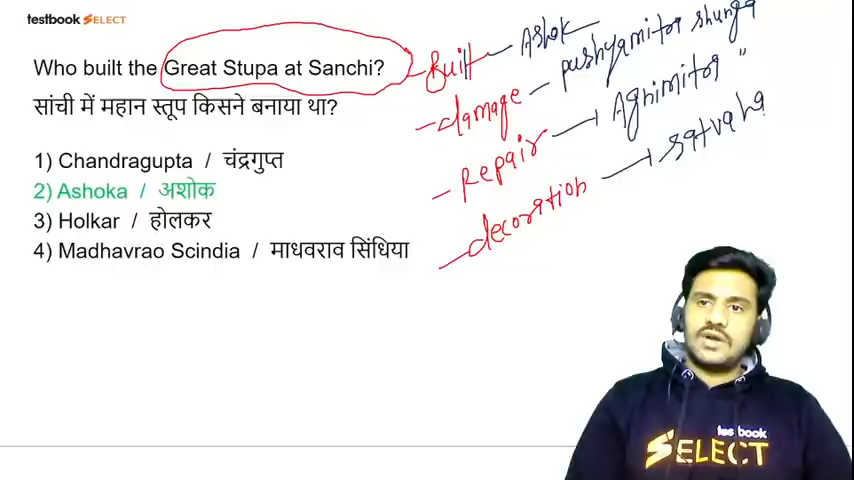 testbook SELECT
Who built the Great Stupa at Sanchi?
सांची में महान स्तूप किसने बनाया था?
1) Chandragupta / चंद्रगुप्त
2) Ashoka / अशोक
3) Holkar / होलकर
4) Madhavrao Scindia / माधवराव सिंधिया
Built - Ashok
damage - pushyamitra shunga
Repair → Agnimitra "
decoration → satvaha
testbook
SELECT